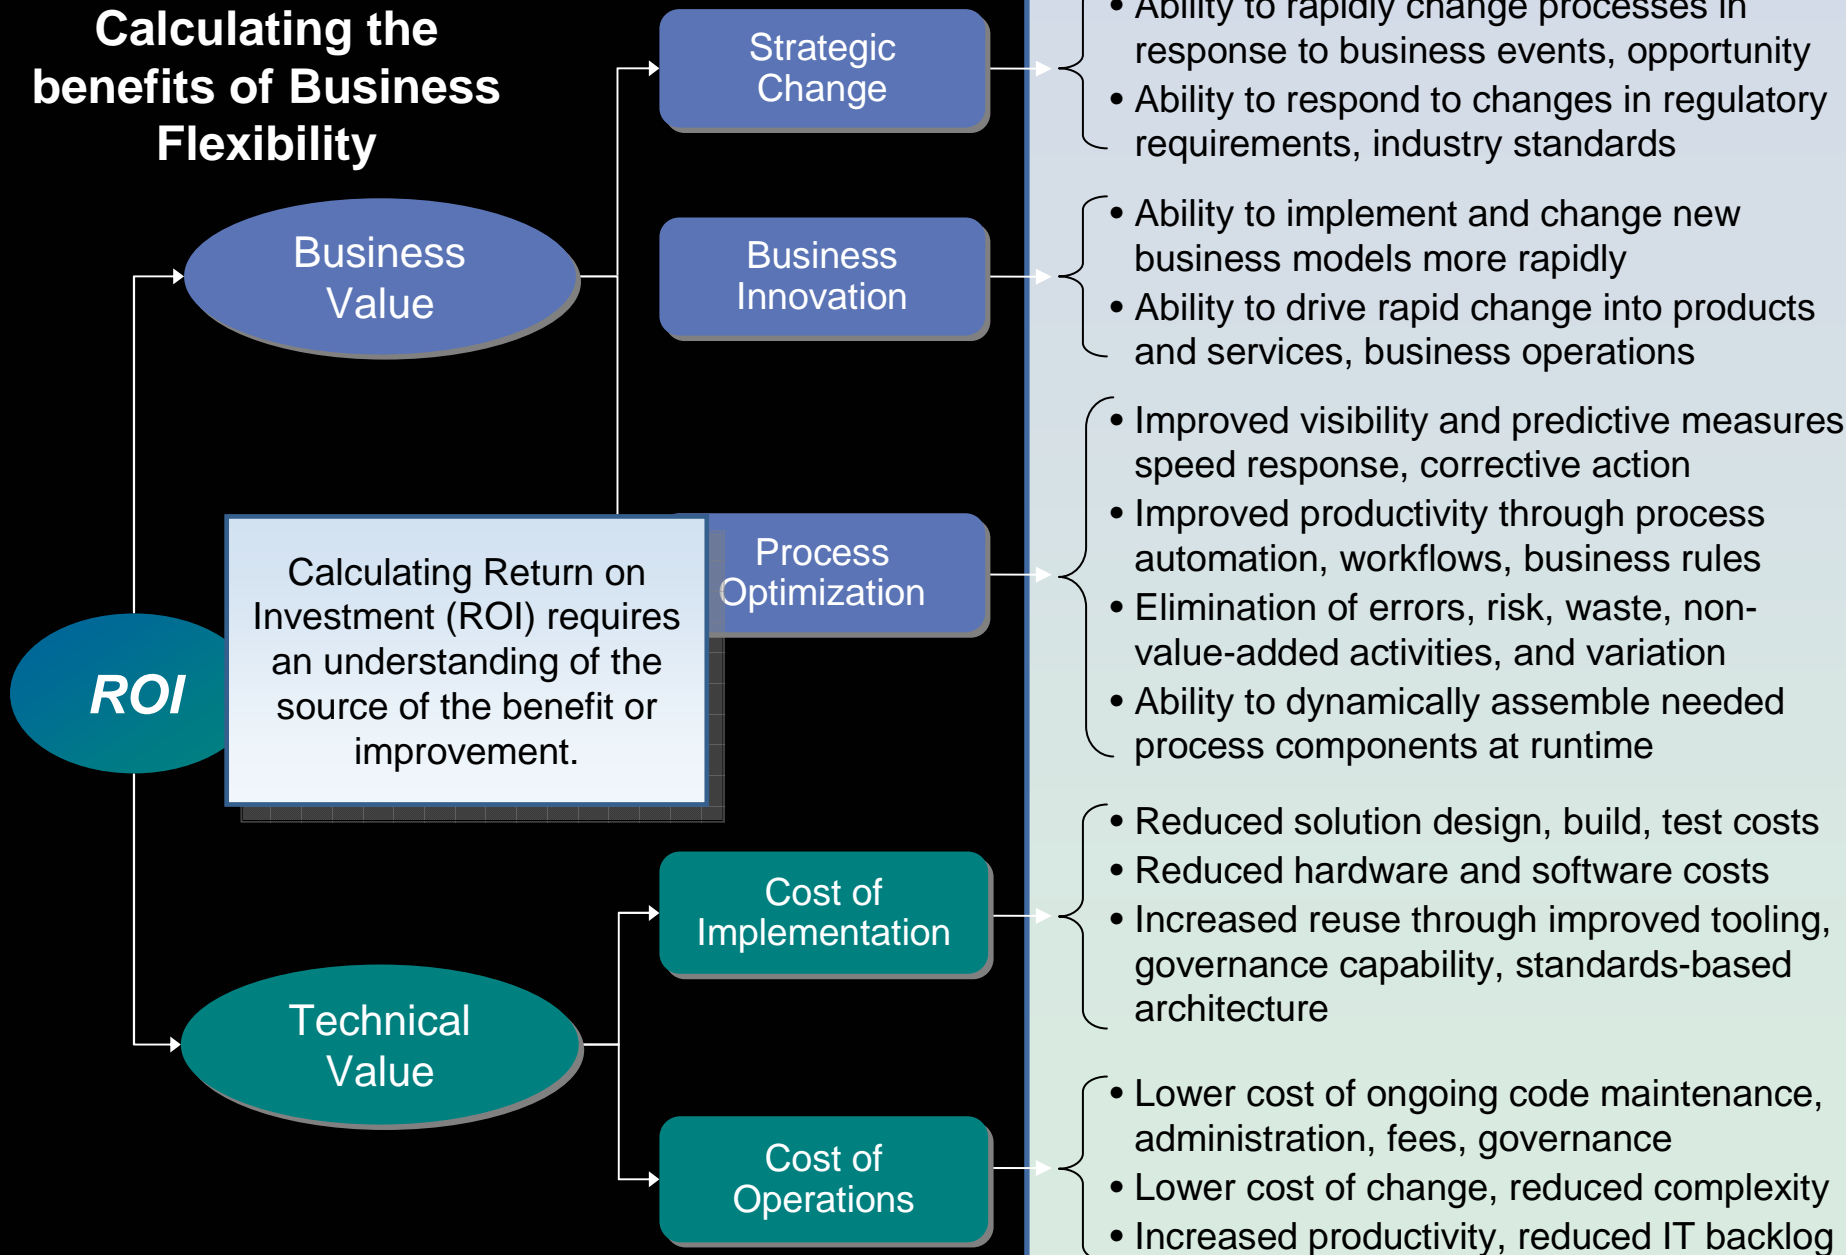 Calculating the
benefits of Business
Flexibility
Strategic
Change
• Ability to rapidly change processes in
response to business events, opportunity
• Ability to respond to changes in regulatory
requirements, industry standards
Business
Value
Business
Innovation
• Ability to implement and change new
business models more rapidly
• Ability to drive rapid change into products
and services, business operations
Process
Optimization
• Improved visibility and predictive measures
speed response, corrective action
• Improved productivity through process
automation, workflows, business rules
• Elimination of errors, risk, waste, non-
value-added activities, and variation
• Ability to dynamically assemble needed
process components at runtime
ROI
Calculating Return on
Investment (ROI) requires
an understanding of the
source of the benefit or
improvement.
Cost of
Implementation
• Reduced solution design, build, test costs
• Reduced hardware and software costs
• Increased reuse through improved tooling,
governance capability, standards-based
architecture
Technical
Value
Cost of
Operations
• Lower cost of ongoing code maintenance,
administration, fees, governance
• Lower cost of change, reduced complexity
• Increased productivity, reduced IT backlog